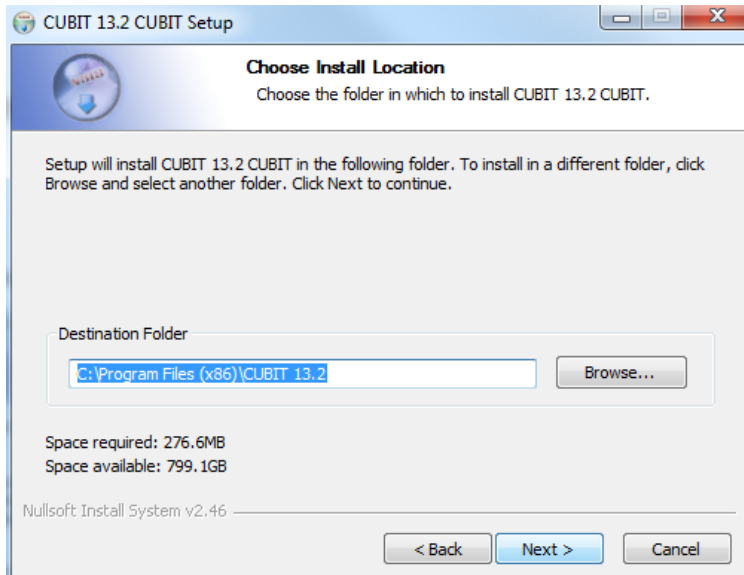 CUBIT 13.2 CUBIT Setup
Choose Install Location
Choose the folder in which to install CUBIT 13.2 CUBIT.
Setup will install CUBIT 13.2 CUBIT in the following folder. To install in a different folder, click
Browse and select another folder. Click Next to continue.
Destination Folder
C:\Program Files (x86)\CUBIT 13.2
Browse...
Space required: 276.6MB
Space available: 799.1GB
Nullsoft Install System v2.46
< Back
Next >
Cancel